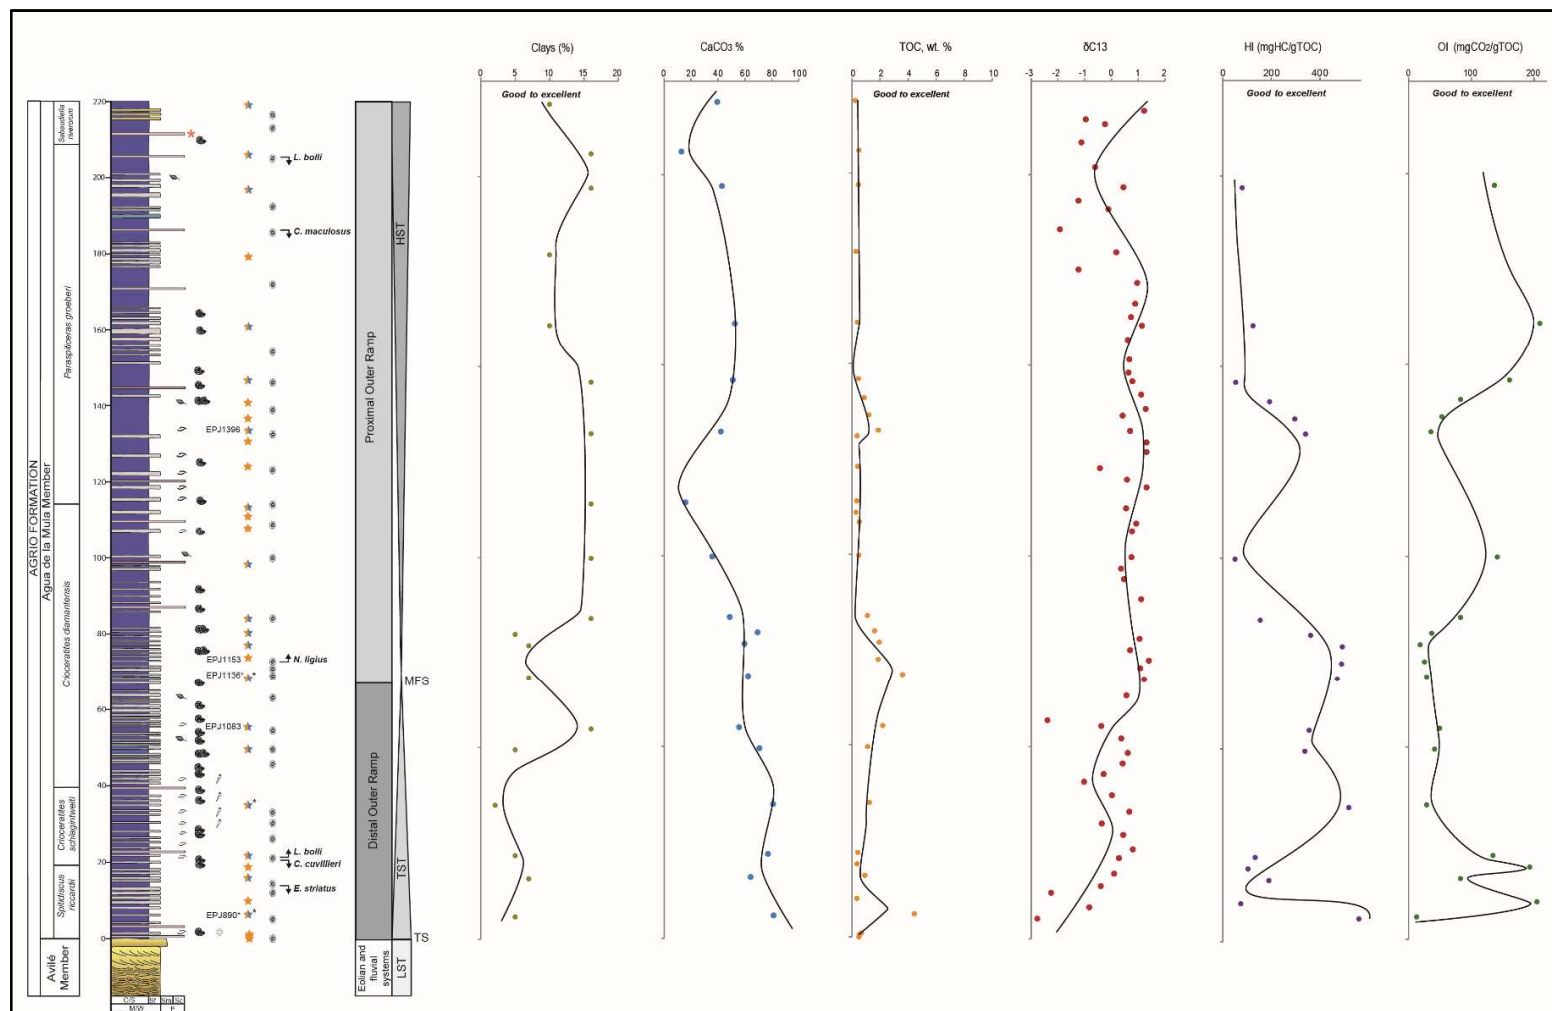 Clays (%)
CaCO₃ %
TOC, wt. %
δC13
HI (mgHC/gTOC)
OI (mgCO₂/gTOC)
0 5 10 15 20
0 20 40 60 80 100
0 2 4 6 8 10
-3 -2 -1 0 1 2
0 200 400
0 100 200
Good to excellent
Good to excellent
Good to excellent
Good to excellent
AGRIO FORMATION
Agua de la Mula Member
Avilé
Member
Sabaudiella
riverorum
Paraspiticeras groeberi
Crioceratites diamantensis
Crioceratites
schlagintweiti
Spitidiscus
riccardii
220
200
180
160
140
120
100
80
60
40
20
0
L. bolli
C. maculosus
EPJ1396
EPJ1153
N. ligius
EPJ1136*
*
EPJ1083
*
L. bolli
C. cuvillieri
E. striatus
EPJ890*
*
Proximal Outer Ramp
Distal Outer Ramp
Eolian and
fluvial
systems
HST
TST
LST
MFS
TS
C/S Sf Sm Sc
M/W P